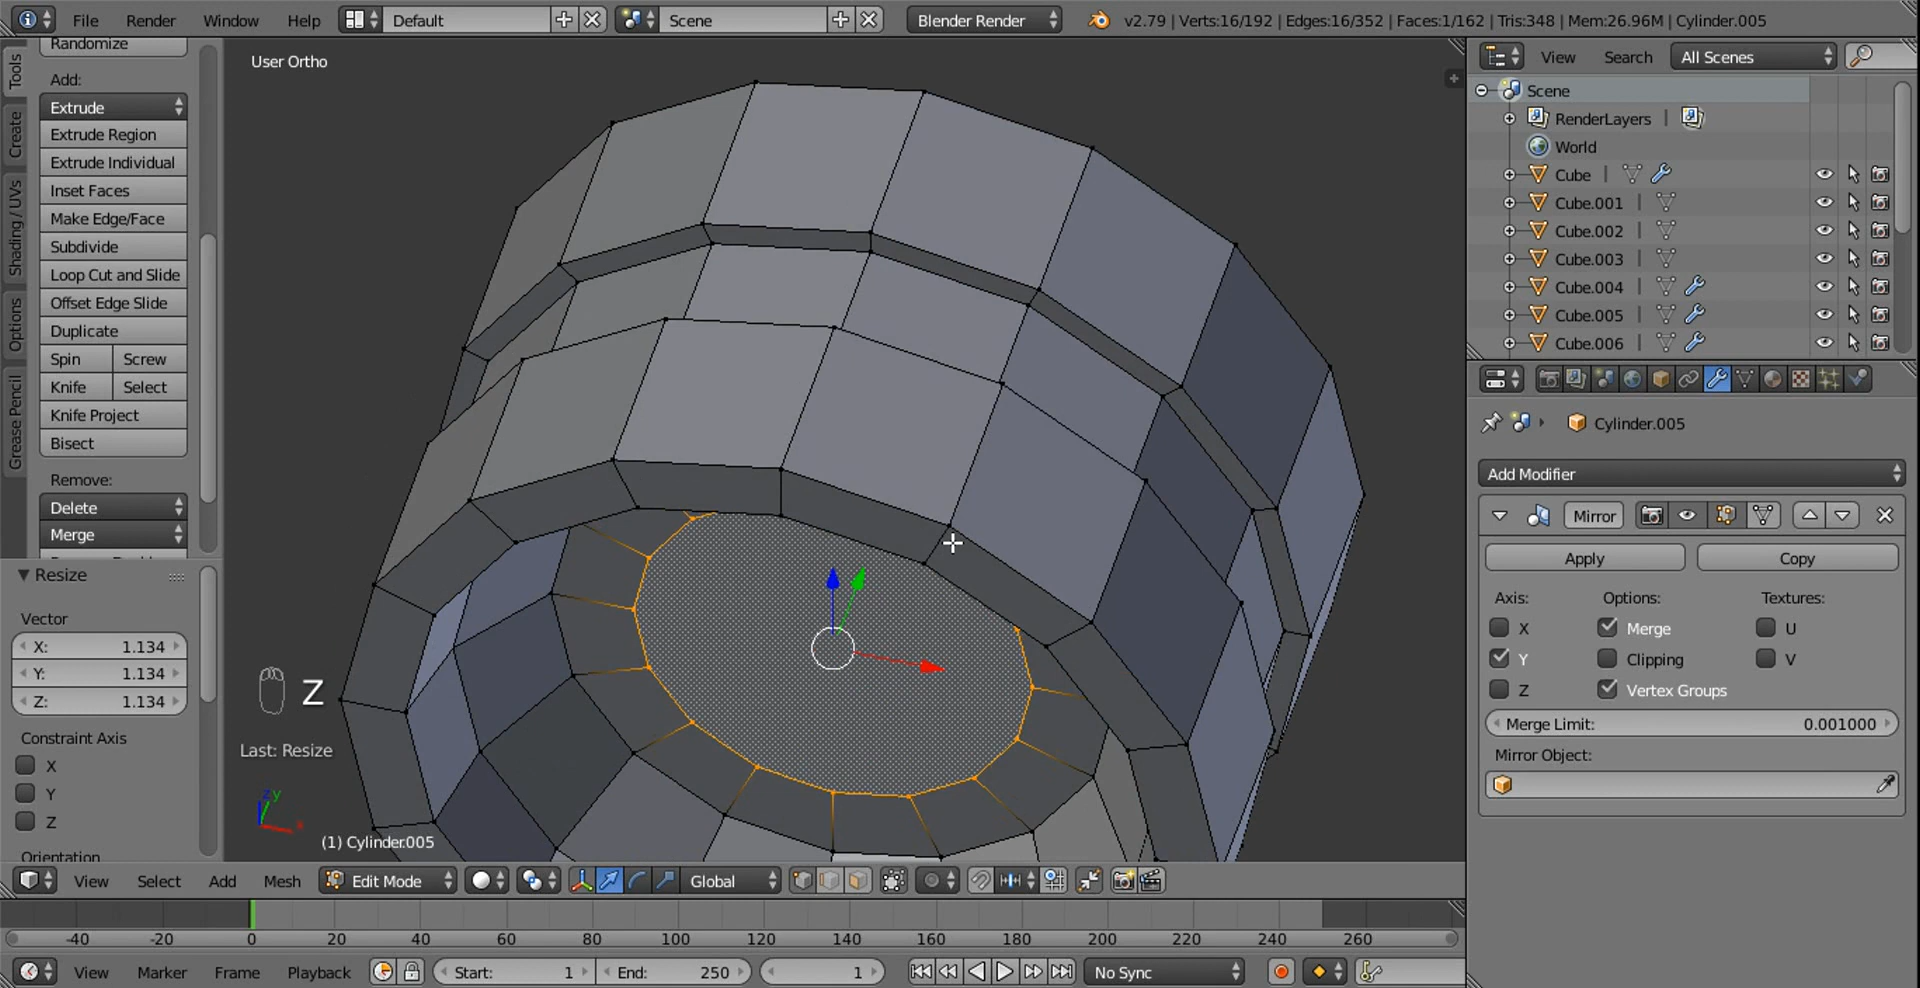 File Render Window Help Default Scene Blender Render v2.79 | Verts:16/192 | Edges:16/352 | Faces:1/162 | Tris:348 | Mem:26.96M | Cylinder.005
Randomize
Add:
Extrude
Extrude Region
Extrude Individual
Inset Faces
Make Edge/Face
Subdivide
Loop Cut and Slide
Offset Edge Slide
Duplicate
Spin Screw
Knife Select
Knife Project
Bisect
Remove:
Delete
Merge
Tools
Create
Shading / UVs
Options
Grease Pencil
Resize
Vector
X: 1.134
Y: 1.134
Z: 1.134
Constraint Axis
X
Y
Z
Orientation
User Ortho
Z
Last: Resize
z y
x
(1) Cylinder.005
View Select Add Mesh Edit Mode Global
-40 -20 0 20 40 60 80 100 120 140 160 180 200 220 240 260
View Marker Frame Playback Start: 1 End: 250 1 No Sync
View Search All Scenes
Scene
RenderLayers |
World
Cube |
Cube.001 |
Cube.002 |
Cube.003 |
Cube.004 |
Cube.005 |
Cube.006 |
Cylinder.005
Add Modifier
Mirror
Apply Copy
Axis: Options: Textures:
X Merge U
Y Clipping V
Z Vertex Groups
Merge Limit: 0.001000
Mirror Object: